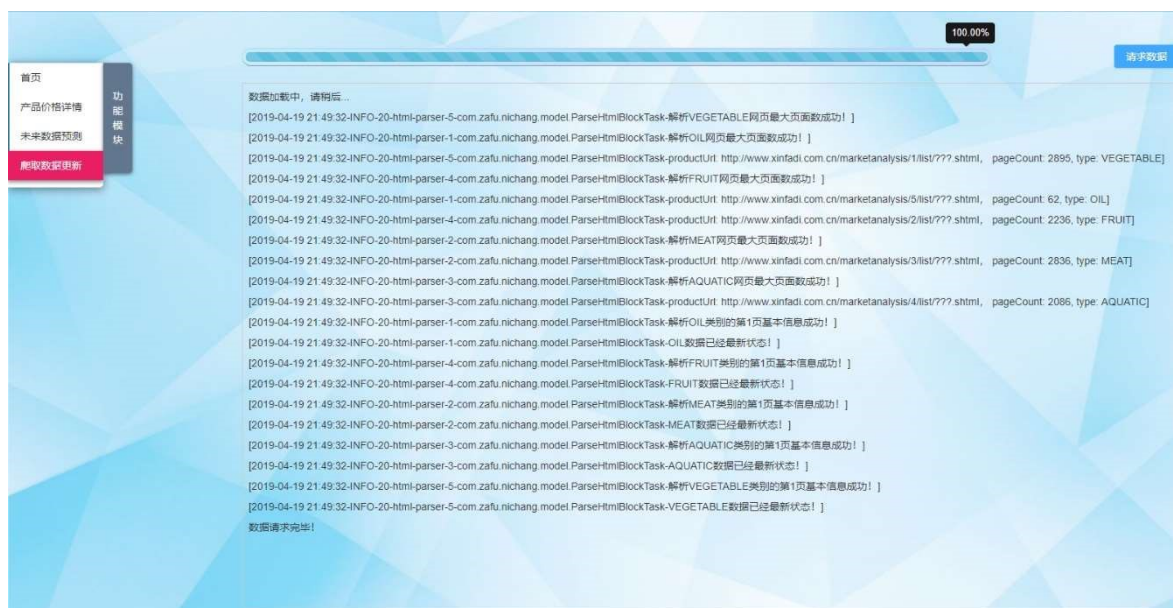 100.00%
请求数据
首页
产品价格详情
未来数据预测
爬取数据更新
功能模块
数据加载中，请稍后...
[2019-04-19 21:49:32-INFO-20-html-parser-5-com.zafu.nichang.model.ParseHtmlBlockTask-解析VEGETABLE网页最大页面数成功！]
[2019-04-19 21:49:32-INFO-20-html-parser-1-com.zafu.nichang.model.ParseHtmlBlockTask-解析OIL网页最大页面数成功！]
[2019-04-19 21:49:32-INFO-20-html-parser-5-com.zafu.nichang.model.ParseHtmlBlockTask-productUrl: http://www.xinfadi.com.cn/marketanalysis/1/list/???.shtml， pageCount: 2895, type: VEGETABLE]
[2019-04-19 21:49:32-INFO-20-html-parser-4-com.zafu.nichang.model.ParseHtmlBlockTask-解析FRUIT网页最大页面数成功！]
[2019-04-19 21:49:32-INFO-20-html-parser-1-com.zafu.nichang.model.ParseHtmlBlockTask-productUrl: http://www.xinfadi.com.cn/marketanalysis/5/list/???.shtml， pageCount: 62, type: OIL]
[2019-04-19 21:49:32-INFO-20-html-parser-4-com.zafu.nichang.model.ParseHtmlBlockTask-productUrl: http://www.xinfadi.com.cn/marketanalysis/2/list/???.shtml， pageCount: 2236, type: FRUIT]
[2019-04-19 21:49:32-INFO-20-html-parser-2-com.zafu.nichang.model.ParseHtmlBlockTask-解析MEAT网页最大页面数成功！]
[2019-04-19 21:49:32-INFO-20-html-parser-2-com.zafu.nichang.model.ParseHtmlBlockTask-productUrl: http://www.xinfadi.com.cn/marketanalysis/3/list/???.shtml， pageCount: 2836, type: MEAT]
[2019-04-19 21:49:32-INFO-20-html-parser-3-com.zafu.nichang.model.ParseHtmlBlockTask-解析AQUATIC网页最大页面数成功！]
[2019-04-19 21:49:32-INFO-20-html-parser-3-com.zafu.nichang.model.ParseHtmlBlockTask-productUrl: http://www.xinfadi.com.cn/marketanalysis/4/list/???.shtml， pageCount: 2086, type: AQUATIC]
[2019-04-19 21:49:32-INFO-20-html-parser-1-com.zafu.nichang.model.ParseHtmlBlockTask-解析OIL类别的第1页基本信息成功！]
[2019-04-19 21:49:32-INFO-20-html-parser-1-com.zafu.nichang.model.ParseHtmlBlockTask-OIL数据已经最新状态！]
[2019-04-19 21:49:32-INFO-20-html-parser-4-com.zafu.nichang.model.ParseHtmlBlockTask-解析FRUIT类别的第1页基本信息成功！]
[2019-04-19 21:49:32-INFO-20-html-parser-4-com.zafu.nichang.model.ParseHtmlBlockTask-FRUIT数据已经最新状态！]
[2019-04-19 21:49:32-INFO-20-html-parser-2-com.zafu.nichang.model.ParseHtmlBlockTask-解析MEAT类别的第1页基本信息成功！]
[2019-04-19 21:49:32-INFO-20-html-parser-2-com.zafu.nichang.model.ParseHtmlBlockTask-MEAT数据已经最新状态！]
[2019-04-19 21:49:32-INFO-20-html-parser-3-com.zafu.nichang.model.ParseHtmlBlockTask-解析AQUATIC类别的第1页基本信息成功！]
[2019-04-19 21:49:32-INFO-20-html-parser-3-com.zafu.nichang.model.ParseHtmlBlockTask-AQUATIC数据已经最新状态！]
[2019-04-19 21:49:32-INFO-20-html-parser-5-com.zafu.nichang.model.ParseHtmlBlockTask-解析VEGETABLE类别的第1页基本信息成功！]
[2019-04-19 21:49:32-INFO-20-html-parser-5-com.zafu.nichang.model.ParseHtmlBlockTask-VEGETABLE数据已经最新状态！]
数据请求完毕！